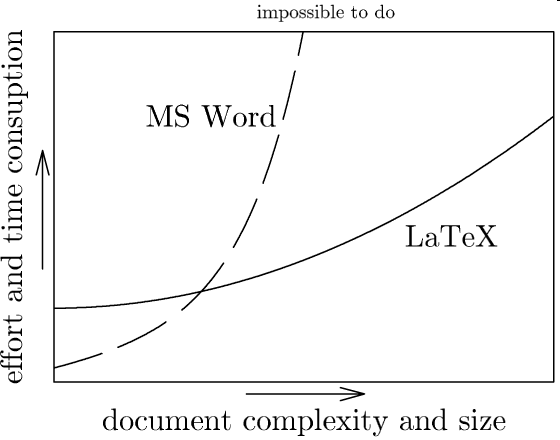 impossible to do
MS Word
LaTeX
effort and time consuption
document complexity and size